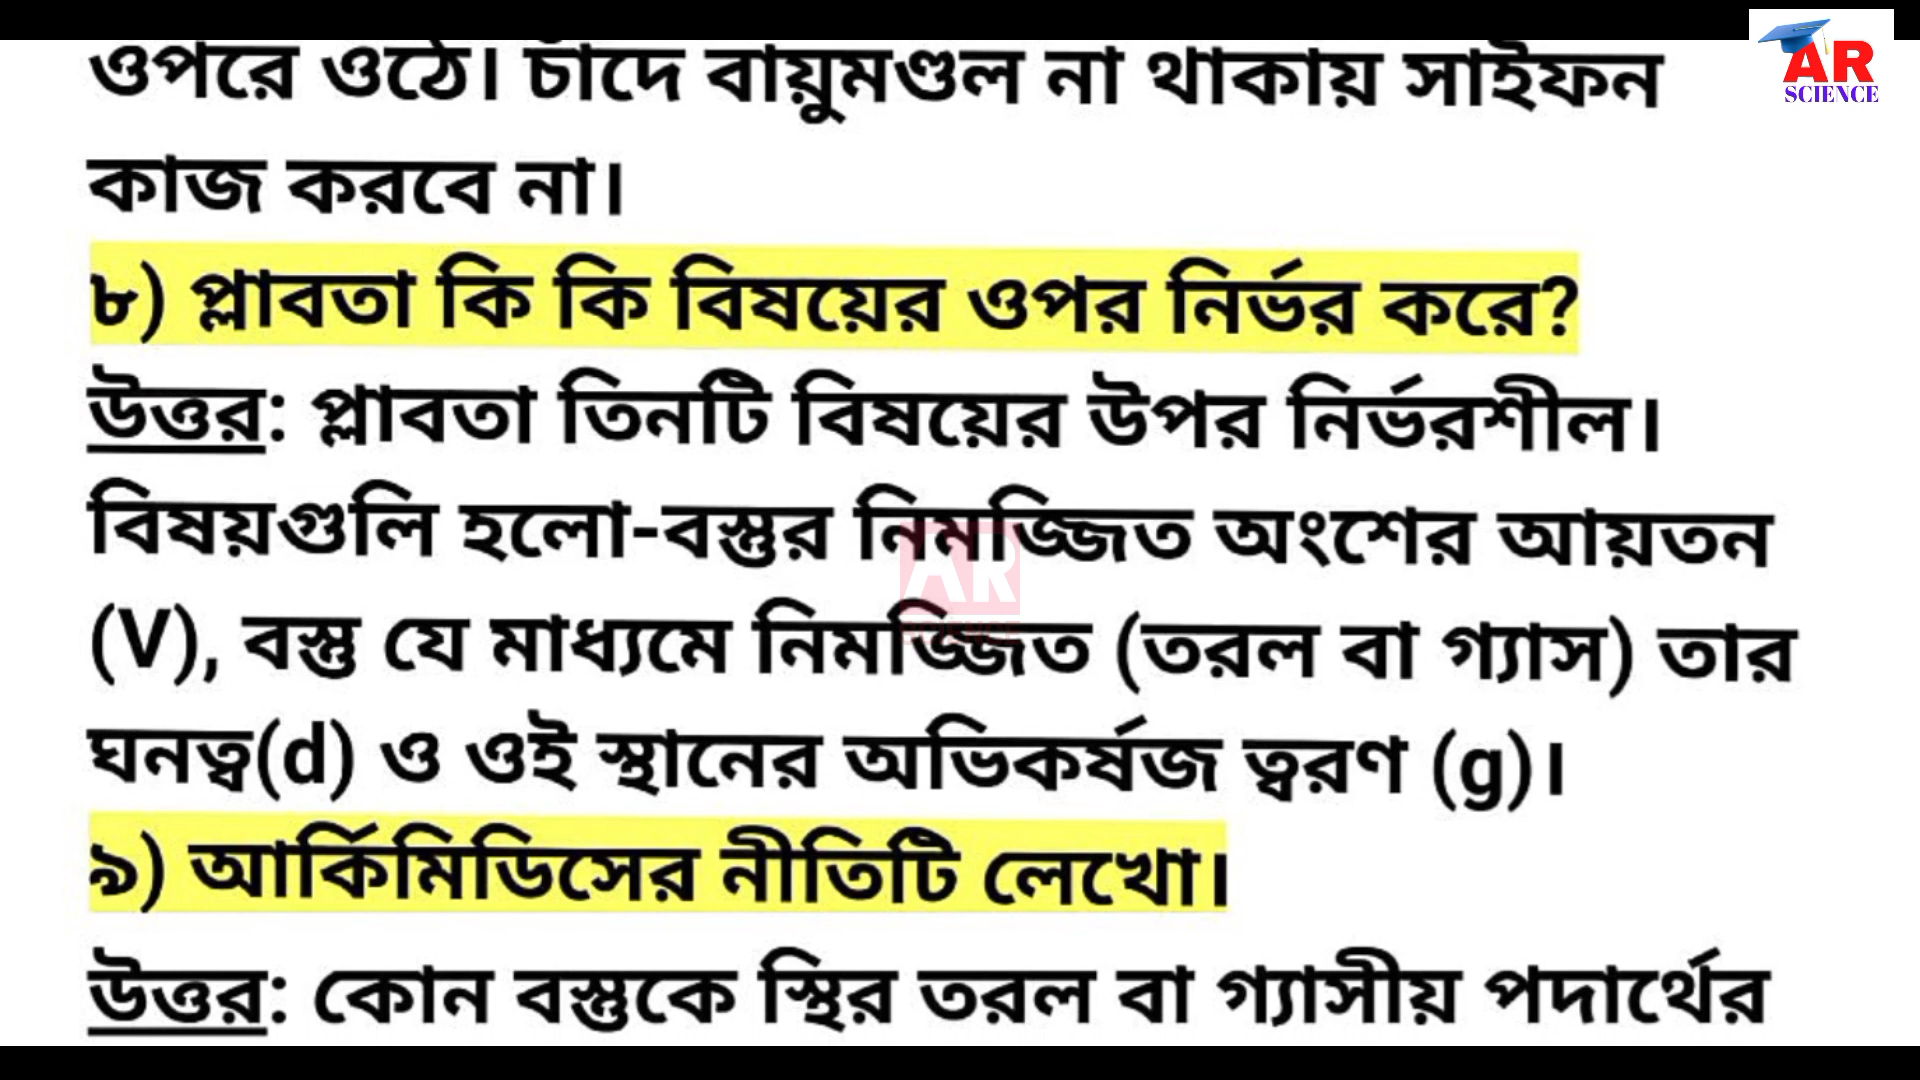 ওপরে ওঠে। চাঁদে বায়ুমণ্ডল না থাকায় সাইফন
কাজ করবে না।
৮) প্লাবতা কি কি বিষয়ের ওপর নির্ভর করে?
উত্তর: প্লাবতা তিনটি বিষয়ের উপর নির্ভরশীল।
বিষয়গুলি হলো-বস্তুর নিমজ্জিত অংশের আয়তন
(V), বস্তু যে মাধ্যমে নিমজ্জিত (তরল বা গ্যাস) তার
ঘনত্ব(d) ও ওই স্থানের অভিকর্ষজ ত্বরণ (g)।
৯) আর্কিমিডিসের নীতিটি লেখো।
উত্তর: কোন বস্তুকে স্থির তরল বা গ্যাসীয় পদার্থের
AR
SCIENCE
AR
SCIENCE